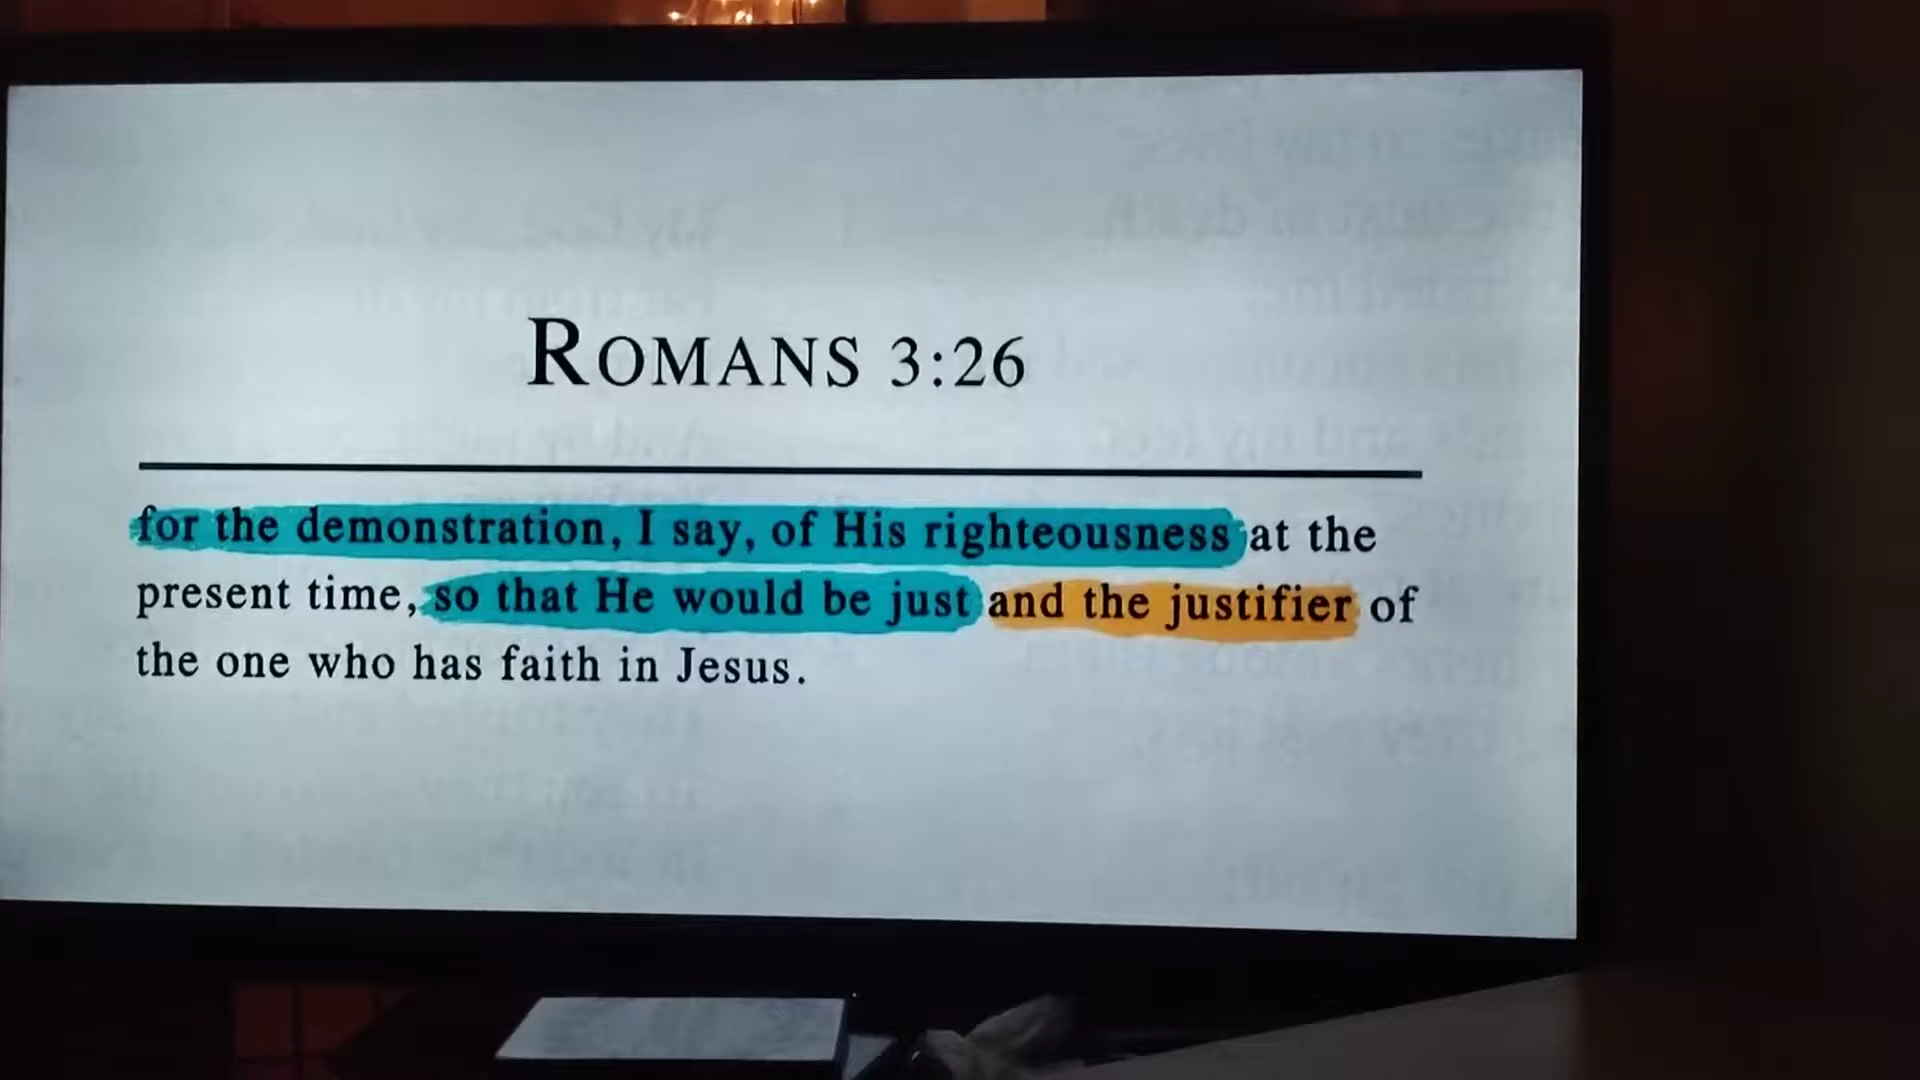 ROMANS 3:26
for the demonstration, I say, of His righteousness at the
present time, so that He would be just and the justifier of
the one who has faith in Jesus.